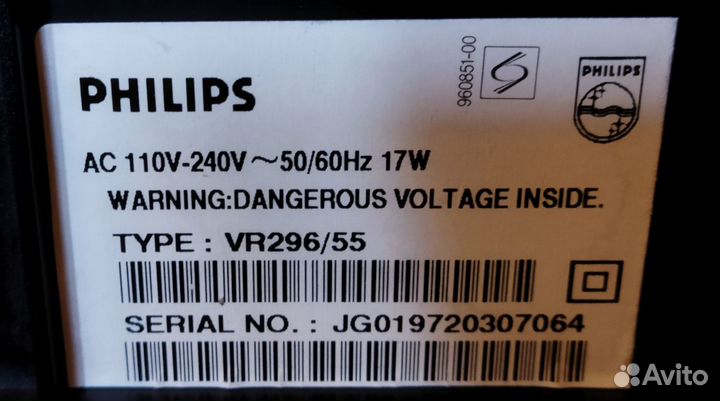 PHILIPS
960851-00
PHILIPS
AC 110V-240V ~ 50/60Hz 17W
WARNING:DANGEROUS VOLTAGE INSIDE.
TYPE : VR296/55
SERIAL NO. : JG019720307064
Avito